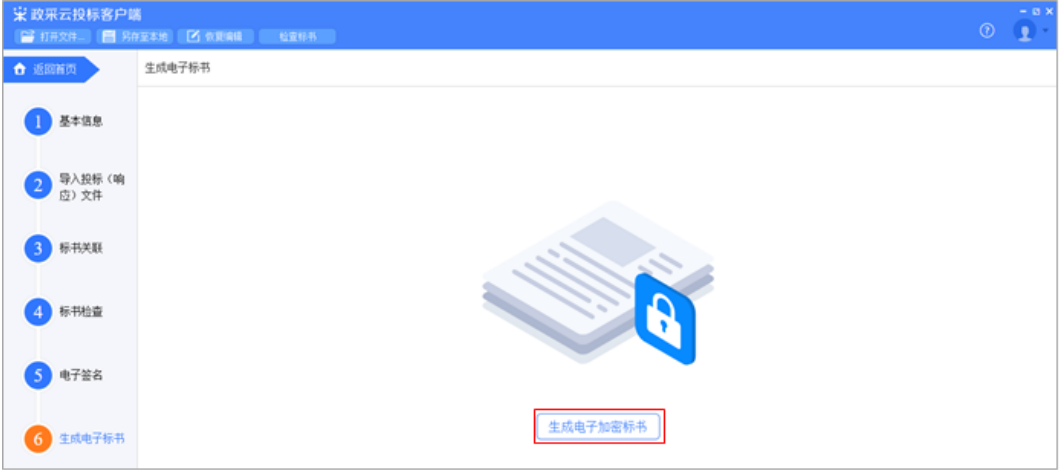 政采云投标客户端
打开文件... 另存至本地 恢复编辑 检查标书
返回首页
生成电子标书
1 基本信息
2 导入投标（响
应）文件
3 标书关联
4 标书检查
5 电子签名
6 生成电子标书
生成电子加密标书